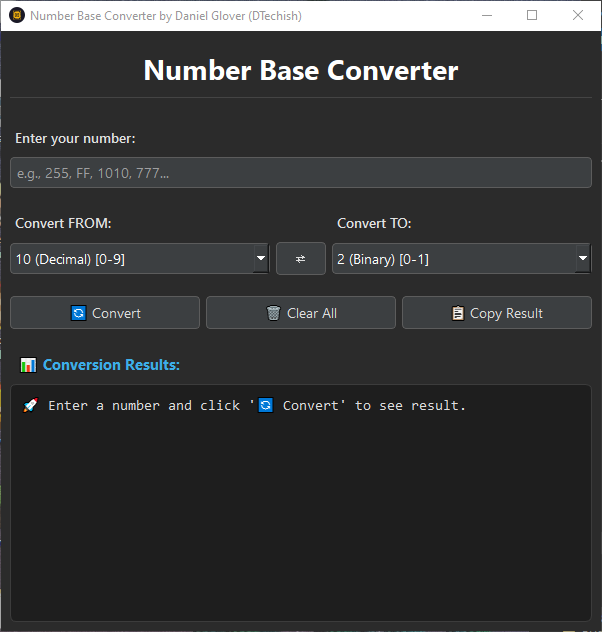 Number Base Converter by Daniel Glover (DTechish)
Number Base Converter
Enter your number:
e.g., 255, FF, 1010, 777...
Convert FROM: Convert TO:
10 (Decimal) [0-9] ⇄ 2 (Binary) [0-1]
🔄 Convert 🗑️ Clear All 📋 Copy Result
📊 Conversion Results:
🚀 Enter a number and click '🔄 Convert' to see result.